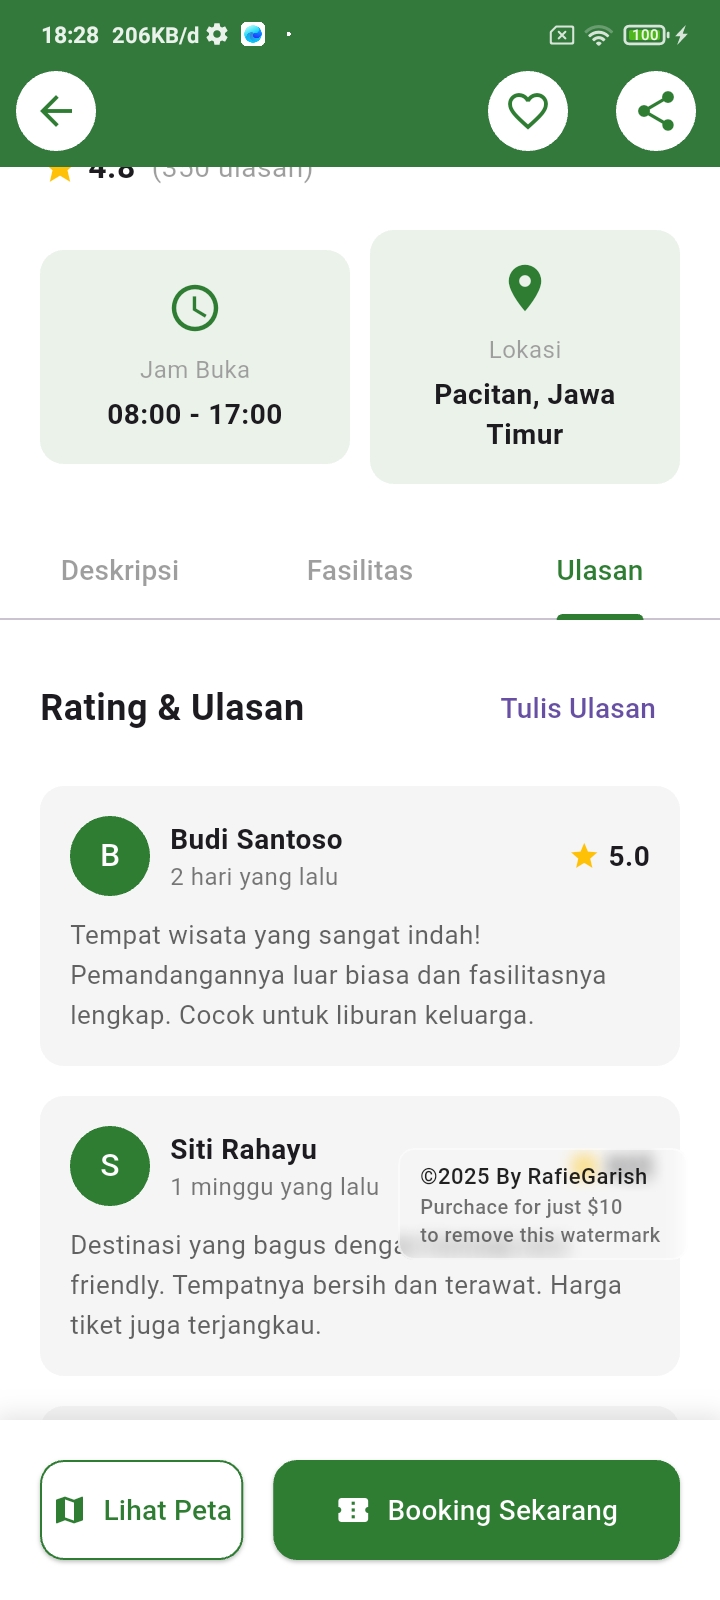 18:28 206KB/d
100
4.8 (350 ulasan)
Jam Buka
08:00 - 17:00
Lokasi
Pacitan, Jawa
Timur
Deskripsi Fasilitas Ulasan
Rating & Ulasan Tulis Ulasan
B
Budi Santoso
2 hari yang lalu
5.0
Tempat wisata yang sangat indah!
Pemandangannya luar biasa dan fasilitasnya
lengkap. Cocok untuk liburan keluarga.
S
Siti Rahayu
1 minggu yang lalu
©2025 By RafieGarish
Purchace for just $10
to remove this watermark
Destinasi yang bagus
friendly. Tempatnya bersih dan terawat. Harga
tiket juga terjangkau.
Lihat Peta
Booking Sekarang